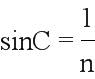 sinC = 1/n